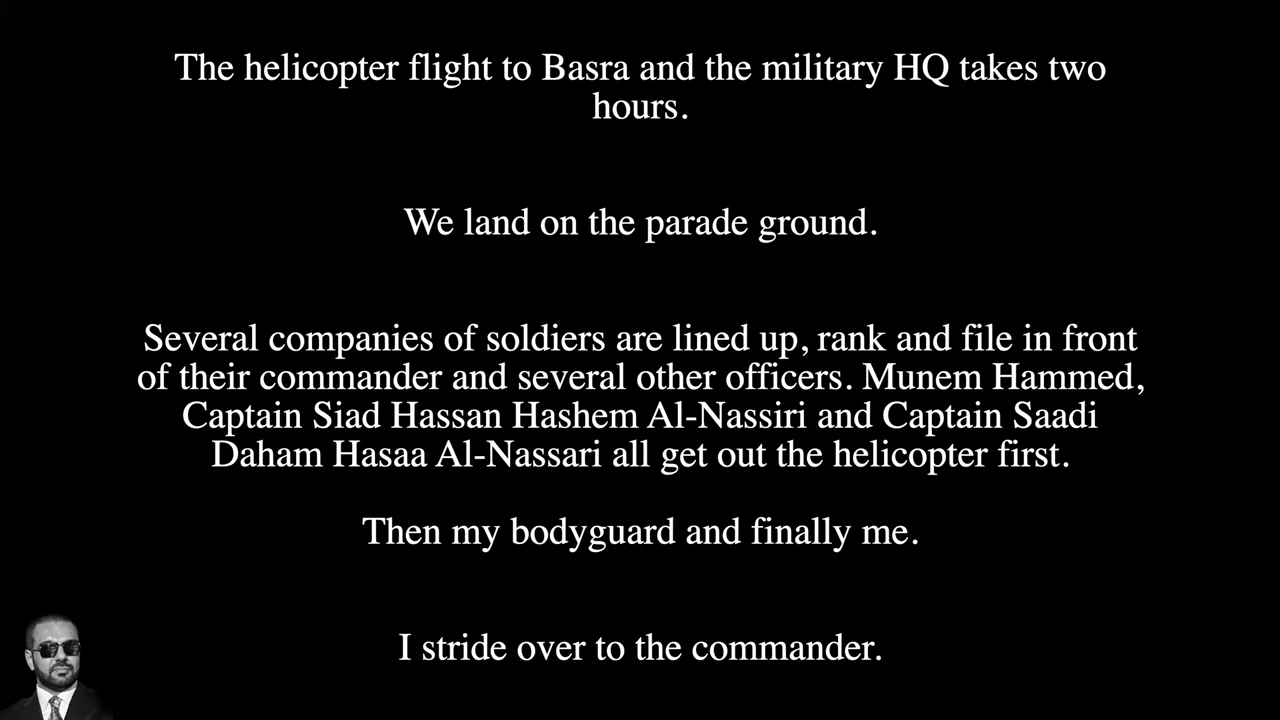 The helicopter flight to Basra and the military HQ takes two
hours.
We land on the parade ground.
Several companies of soldiers are lined up, rank and file in front
of their commander and several other officers. Munem Hammed,
Captain Siad Hassan Hashem Al-Nassiri and Captain Saadi
Daham Hasaa Al-Nassari all get out the helicopter first.
Then my bodyguard and finally me.
I stride over to the commander.